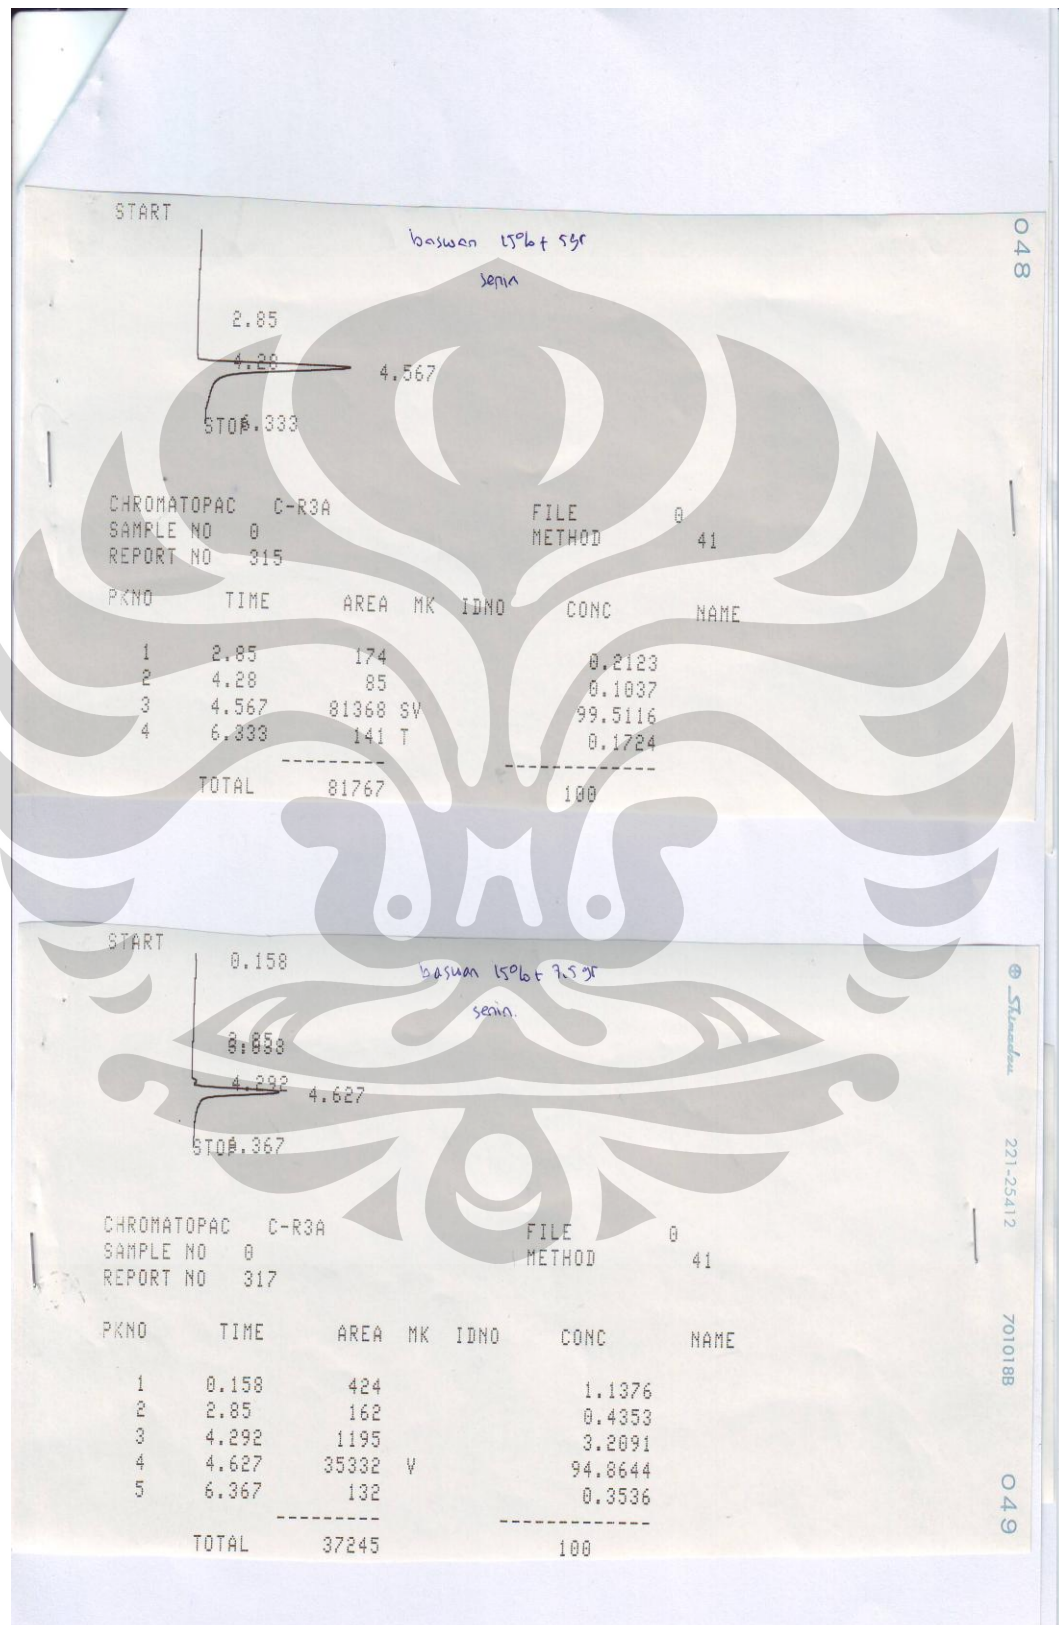 START
baswan 15% + 5gr
senin
2.85
4.28
4.567
STOP 6.333
CHROMATOPAC C-R3A FILE 0
SAMPLE NO 0 METHOD 41
REPORT NO 315
PKNO TIME AREA MK IDNO CONC NAME
1 2.85 174 0.2123
2 4.28 85 0.1037
3 4.567 81368 SV 99.5116
4 6.333 141 T 0.1724
TOTAL 81767 100
048
START
0.158
baswan 15% + 7.5 gr
senin.
4.292
4.627
STOP 6.367
CHROMATOPAC C-R3A FILE 0
SAMPLE NO 0 METHOD 41
REPORT NO 317
PKNO TIME AREA MK IDNO CONC NAME
1 0.158 424 1.1376
2 2.85 162 0.4353
3 4.292 1195 3.2091
4 4.627 35332 V 94.8644
5 6.367 132 0.3536
TOTAL 37245 100
Shimadzu 221-25412 701018B 049